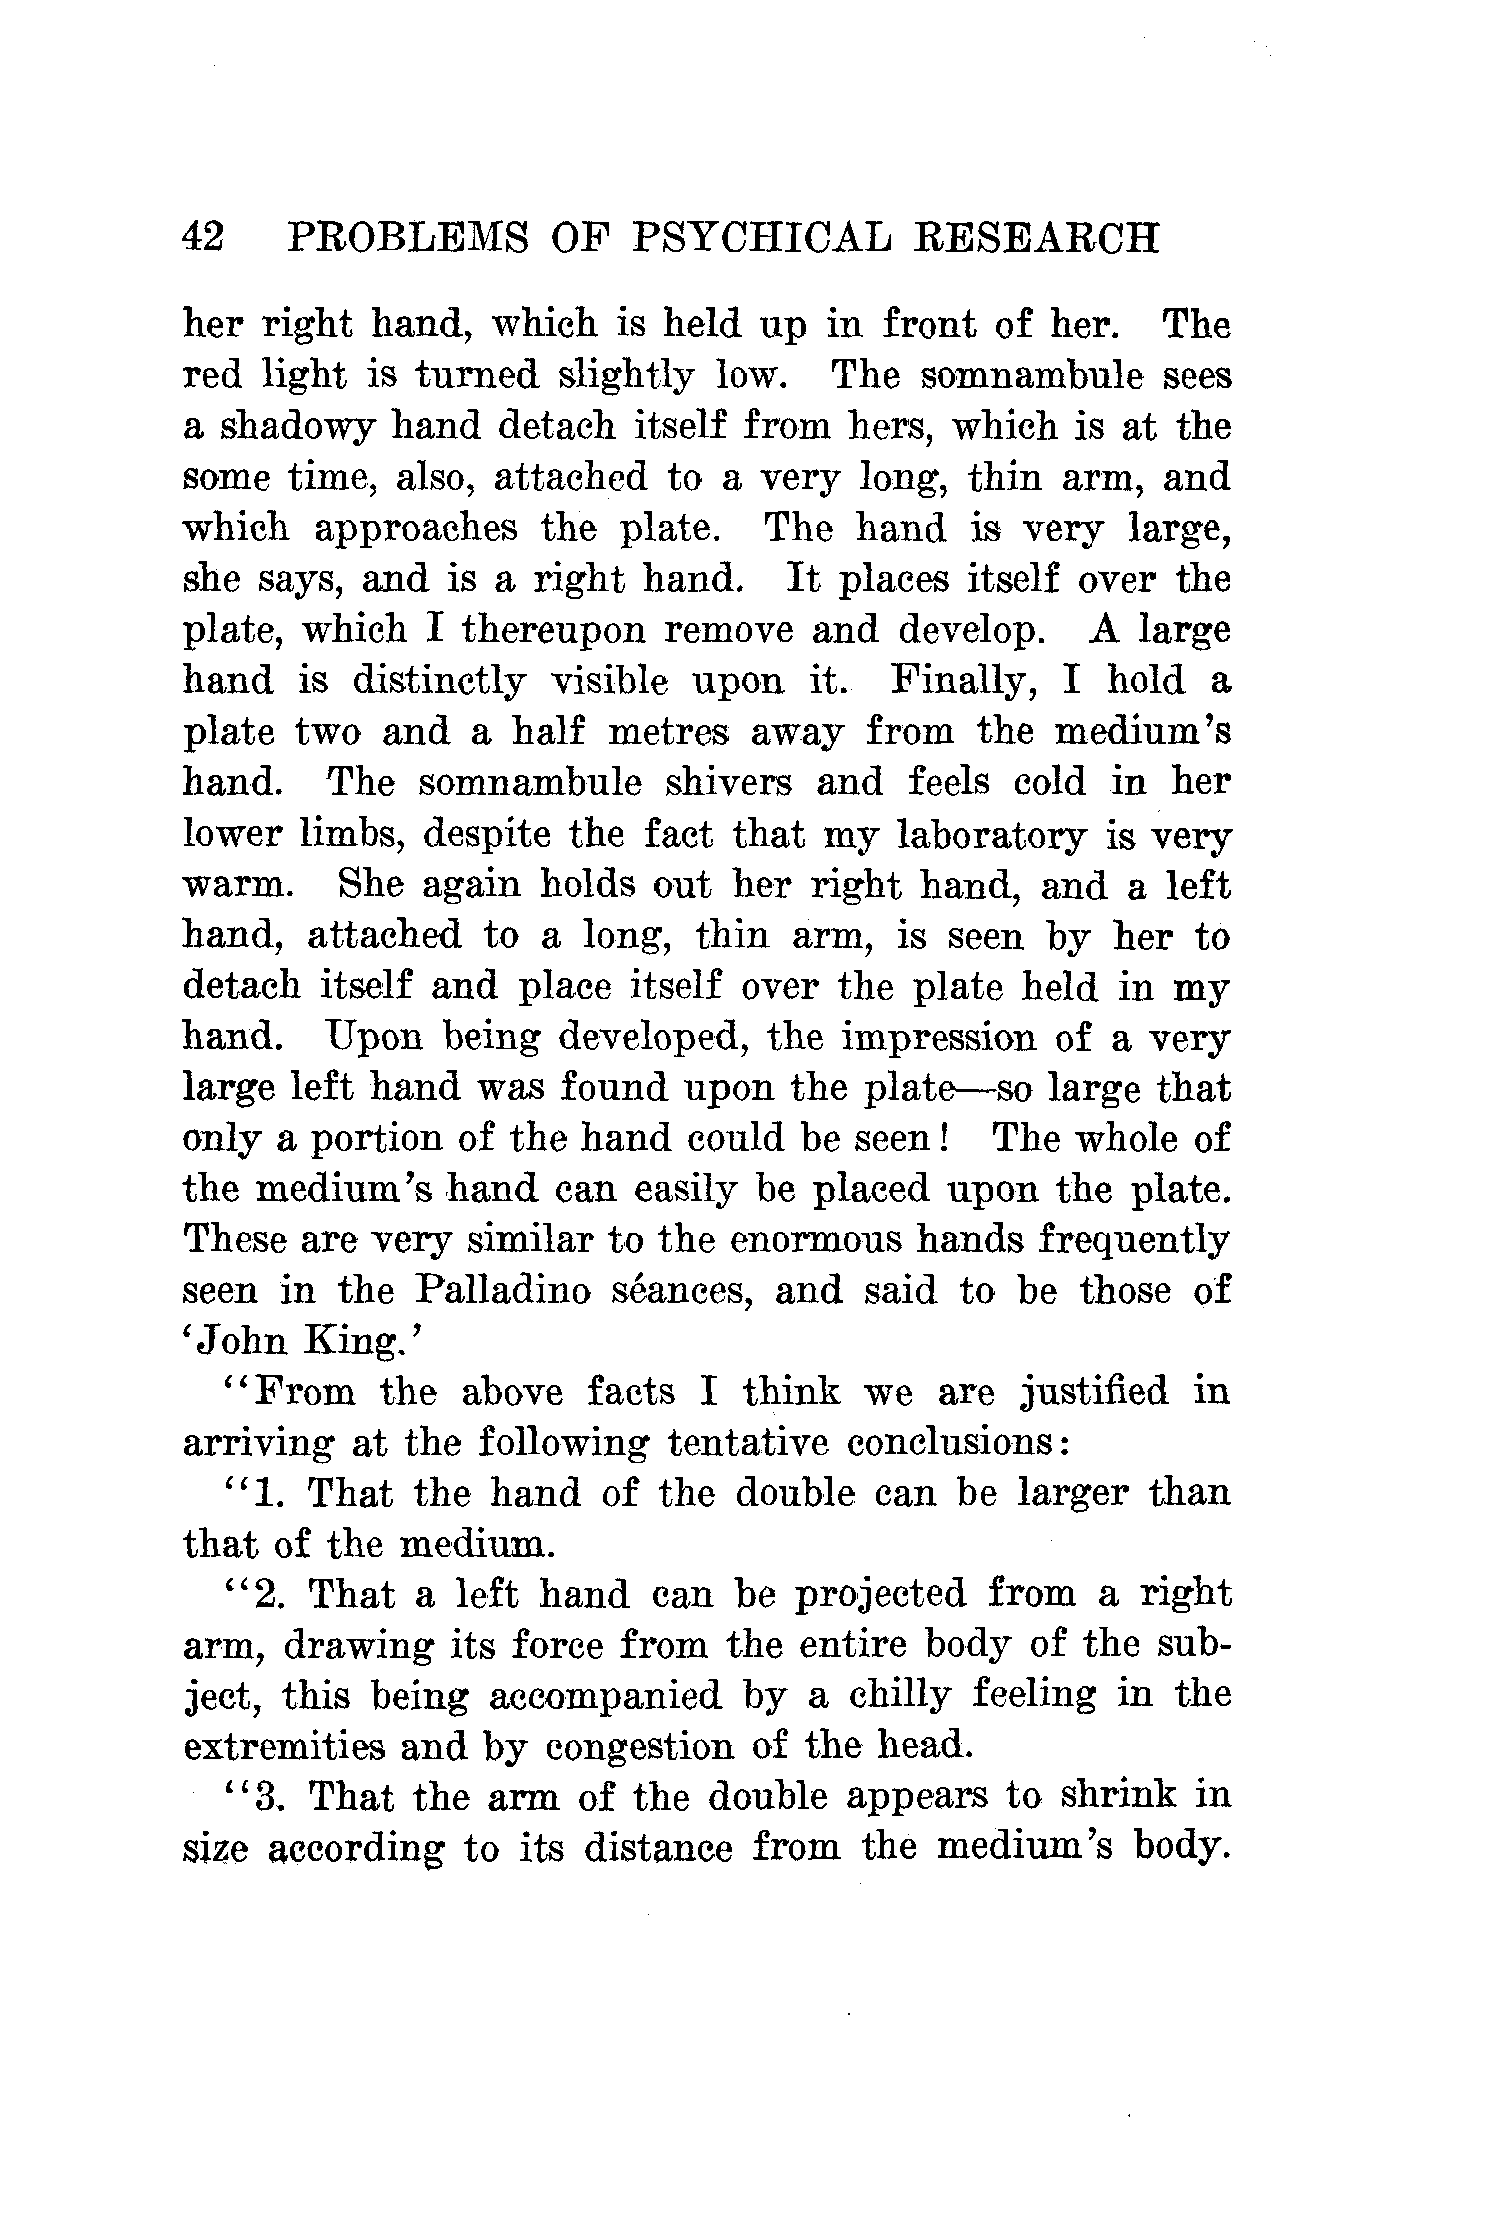 42 PROBLEMS OF PSYCHICAL RESEARCH
her right hand, which is held up in front of her. The
red light is turned slightly low. The somnambule sees
a shadowy hand detach itself from hers, which is at the
some time, also, attached to a very long, thin arm, and
which approaches the plate. The hand is very large,
she says, and is a right hand. It places itself over the
plate, which I thereupon remove and develop. A large
hand is distinctly visible upon it. Finally, I hold a
plate two and a half metres away from the medium's
hand. The somnambule shivers and feels cold in her
lower limbs, despite the fact that my laboratory is very
warm. She again holds out her right hand, and a left
hand, attached to a long, thin arm, is seen by her to
detach itself and place itself over the plate held in my
hand. Upon being developed, the impression of a very
large left hand was found upon the plate—so large that
only a portion of the hand could be seen! The whole of
the medium's hand can easily be placed upon the plate.
These are very similar to the enormous hands frequently
seen in the Palladino séances, and said to be those of
'John King.'
"From the above facts I think we are justified in
arriving at the following tentative conclusions:
"1. That the hand of the double can be larger than
that of the medium.
"2. That a left hand can be projected from a right
arm, drawing its force from the entire body of the sub-
ject, this being accompanied by a chilly feeling in the
extremities and by congestion of the head.
"3. That the arm of the double appears to shrink in
size according to its distance from the medium's body.